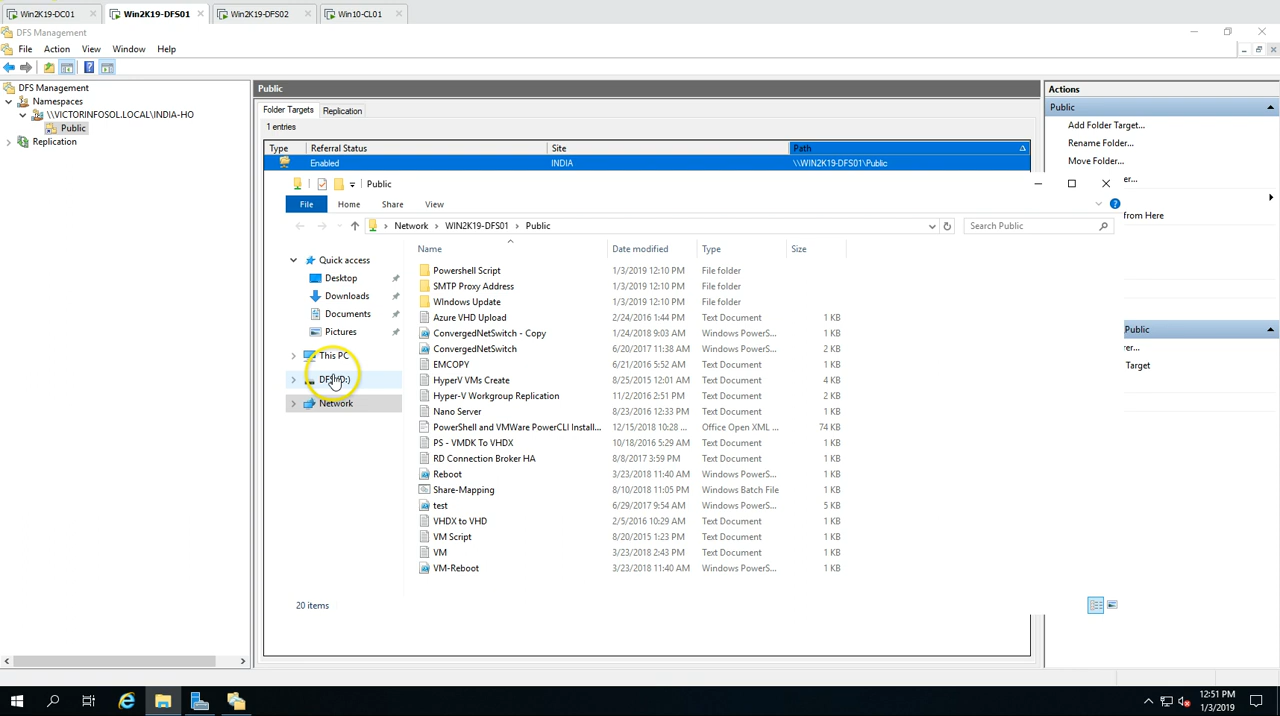 Win2K19-DC01
Win2K19-DFS01
Win2K19-DFS02
Win10-CL01
DFS Management
File Action View Window Help
DFS Management
Namespaces
\\VICTORINFOSOL.LOCAL\INDIA-HO
Public
Replication
Public
Folder Targets Replication
1 entries
Type Referral Status Site Path
Enabled INDIA \\WIN2K19-DFS01\Public
Actions
Public
Add Folder Target...
Rename Folder...
Move Folder...
er...
from Here
Public
er...
Target
Public
File Home Share View
Network WIN2K19-DFS01 Public
Search Public
Quick access
Desktop
Downloads
Documents
Pictures
This PC
Network
Name Date modified Type Size
Powershell Script 1/3/2019 12:10 PM File folder
SMTP Proxy Address 1/3/2019 12:10 PM File folder
WIndows Update 1/3/2019 12:10 PM File folder
Azure VHD Upload 2/24/2016 1:44 PM Text Document 1 KB
ConvergedNetSwitch - Copy 1/24/2018 9:03 AM Windows PowerS... 1 KB
ConvergedNetSwitch 6/20/2017 11:38 AM Windows PowerS... 2 KB
EMCOPY 6/21/2016 5:52 AM Text Document 1 KB
HyperV VMs Create 8/25/2015 12:01 AM Text Document 4 KB
Hyper-V Workgroup Replication 11/2/2016 2:51 PM Text Document 2 KB
Nano Server 8/23/2016 12:33 PM Text Document 1 KB
PowerShell and VMWare PowerCLI Install... 12/15/2018 10:28 ... Office Open XML ... 74 KB
PS - VMDK To VHDX 10/18/2016 5:29 AM Text Document 1 KB
RD Connection Broker HA 8/8/2017 3:59 PM Text Document 1 KB
Reboot 3/23/2018 11:40 AM Windows PowerS... 1 KB
Share-Mapping 8/10/2018 11:05 PM Windows Batch File 1 KB
test 6/29/2017 9:54 AM Windows PowerS... 5 KB
VHDX to VHD 2/5/2016 10:29 AM Text Document 1 KB
VM Script 8/20/2015 1:23 PM Text Document 1 KB
VM 3/23/2018 2:43 PM Text Document 1 KB
VM-Reboot 3/23/2018 11:40 AM Windows PowerS... 1 KB
20 items
12:51 PM
1/3/2019